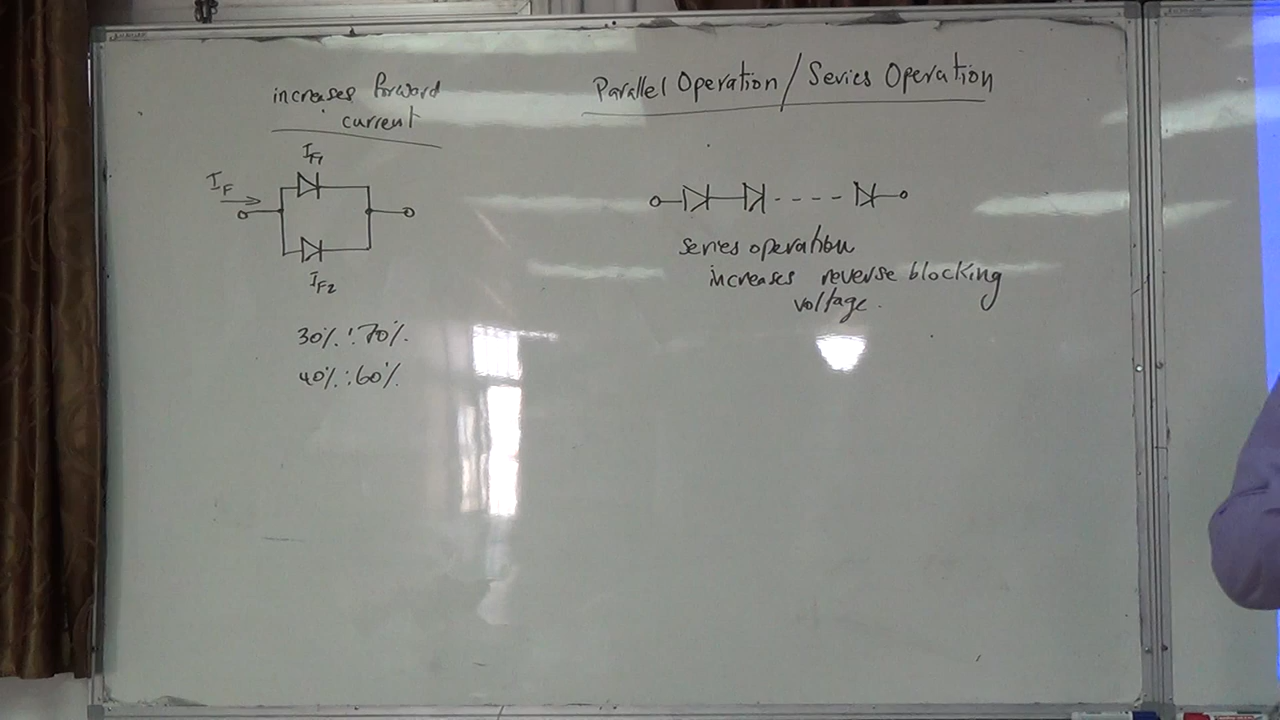 Parallel Operation / Series Operation
increases forward
current
IF1
IF
IF2
30% : 70%.
40% : 60%.
series operation
increases reverse blocking
voltage.